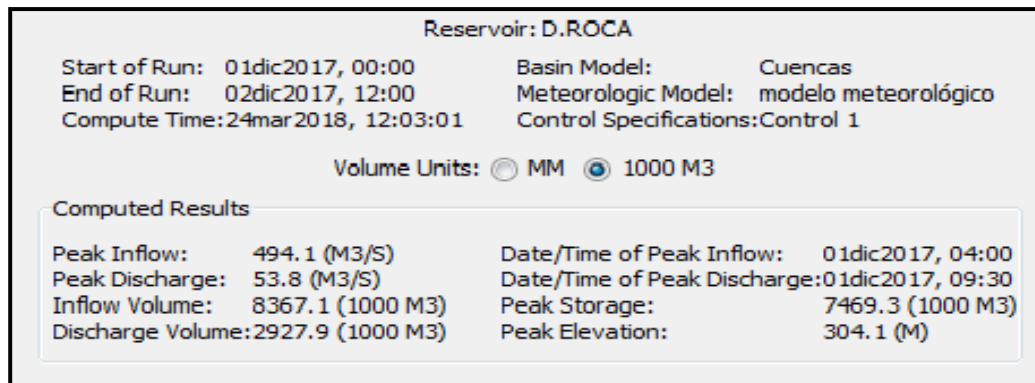 Reservoir: D.ROCA
Start of Run: 01dic2017, 00:00 Basin Model: Cuencas
End of Run: 02dic2017, 12:00 Meteorologic Model: modelo meteorológico
Compute Time:24mar2018, 12:03:01 Control Specifications:Control 1
Volume Units: MM 1000 M3
Computed Results
Peak Inflow: 494.1 (M3/S) Date/Time of Peak Inflow: 01dic2017, 04:00
Peak Discharge: 53.8 (M3/S) Date/Time of Peak Discharge:01dic2017, 09:30
Inflow Volume: 8367.1 (1000 M3) Peak Storage: 7469.3 (1000 M3)
Discharge Volume:2927.9 (1000 M3) Peak Elevation: 304.1 (M)